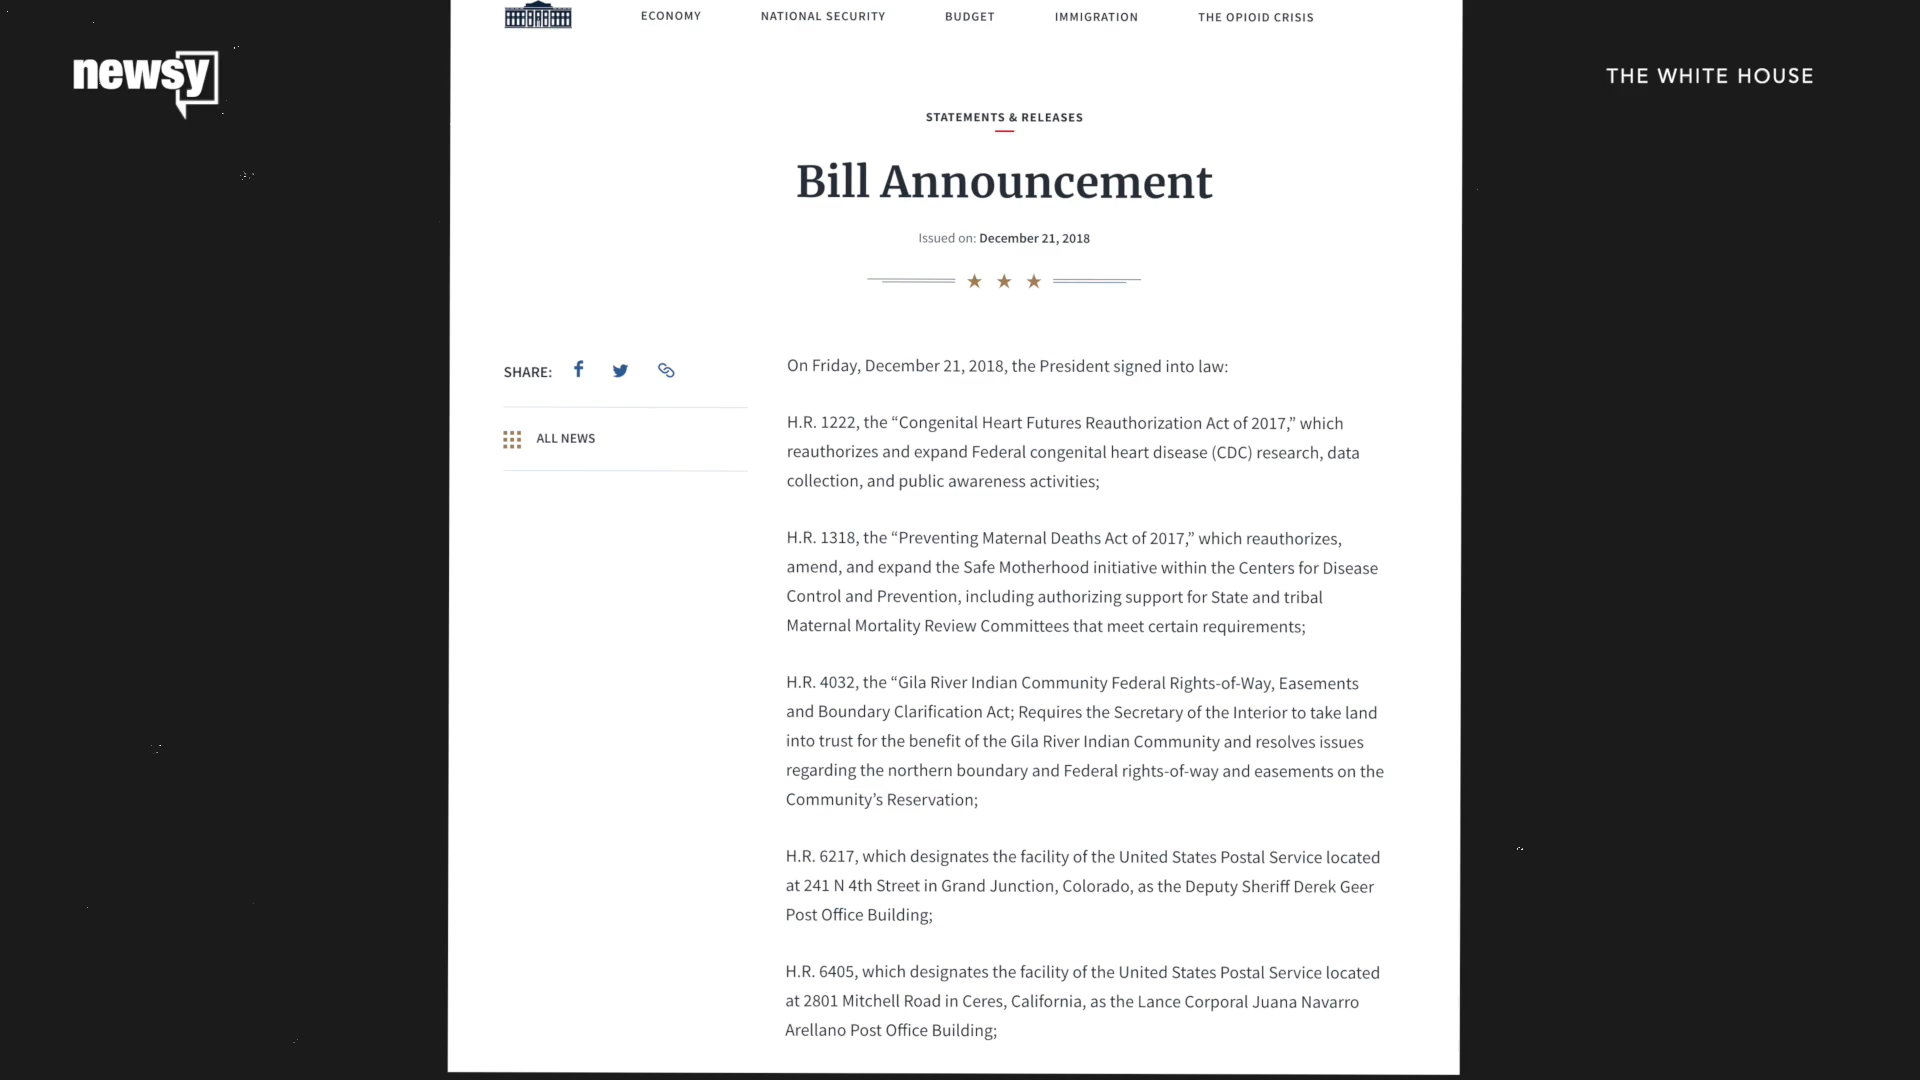 ECONOMY NATIONAL SECURITY BUDGET IMMIGRATION THE OPIOID CRISIS
newsy
THE WHITE HOUSE
STATEMENTS & RELEASES
Bill Announcement
Issued on: December 21, 2018
SHARE:
ALL NEWS
On Friday, December 21, 2018, the President signed into law:
H.R. 1222, the “Congenital Heart Futures Reauthorization Act of 2017,” which
reauthorizes and expand Federal congenital heart disease (CDC) research, data
collection, and public awareness activities;
H.R. 1318, the “Preventing Maternal Deaths Act of 2017,” which reauthorizes,
amend, and expand the Safe Motherhood initiative within the Centers for Disease
Control and Prevention, including authorizing support for State and tribal
Maternal Mortality Review Committees that meet certain requirements;
H.R. 4032, the “Gila River Indian Community Federal Rights-of-Way, Easements
and Boundary Clarification Act; Requires the Secretary of the Interior to take land
into trust for the benefit of the Gila River Indian Community and resolves issues
regarding the northern boundary and Federal rights-of-way and easements on the
Community’s Reservation;
H.R. 6217, which designates the facility of the United States Postal Service located
at 241 N 4th Street in Grand Junction, Colorado, as the Deputy Sheriff Derek Geer
Post Office Building;
H.R. 6405, which designates the facility of the United States Postal Service located
at 2801 Mitchell Road in Ceres, California, as the Lance Corporal Juana Navarro
Arellano Post Office Building;